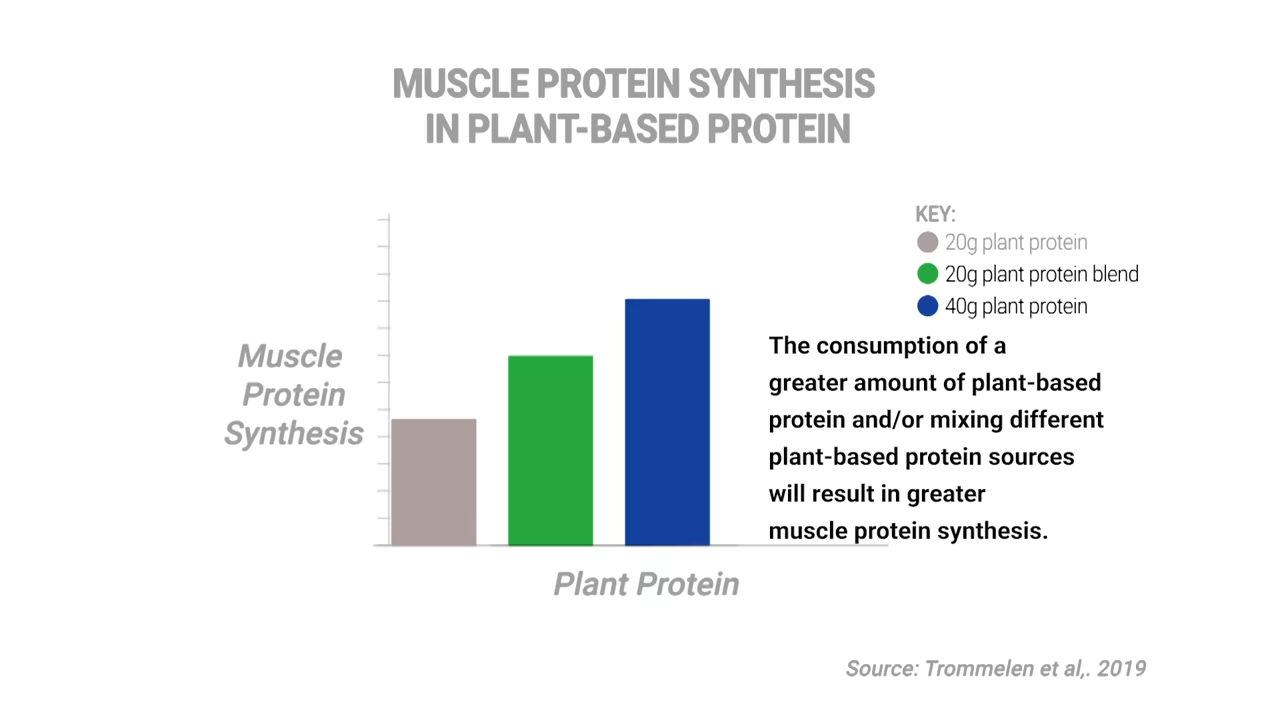 MUSCLE PROTEIN SYNTHESIS
IN PLANT-BASED PROTEIN
KEY:
20g plant protein
20g plant protein blend
40g plant protein
Muscle
Protein
Synthesis
The consumption of a
greater amount of plant-based
protein and/or mixing different
plant-based protein sources
will result in greater
muscle protein synthesis.
Plant Protein
Source: Trommelen et al,. 2019